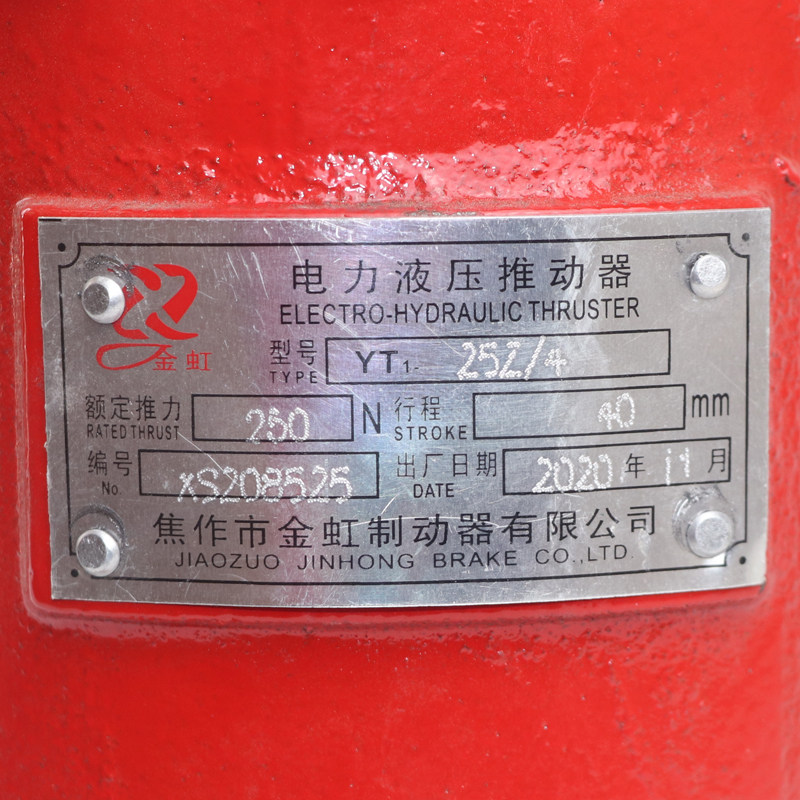 电力液压推动器
ELECTRO-HYDRAULIC THRUSTER
金虹
型号 YT1- 25Z/4
TYPE
额定推力 250 N 行程 40 mm
RATED THRUST STROKE
编号 XS208525 出厂日期 2020 年 11 月
No. DATE
焦作市金虹制动器有限公司
JIAOZUO JINHONG BRAKE CO.,LTD.